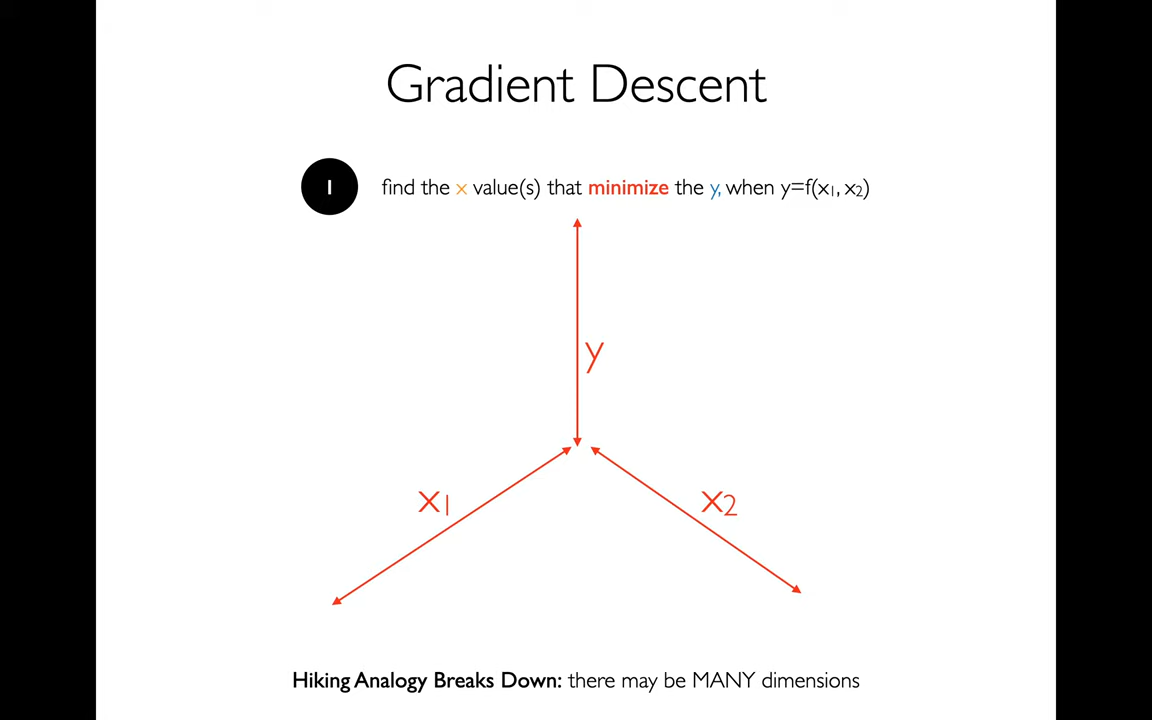 Gradient Descent
1 find the x value(s) that minimize the y, when y=f(x1, x2)
y
x1
x2
Hiking Analogy Breaks Down: there may be MANY dimensions